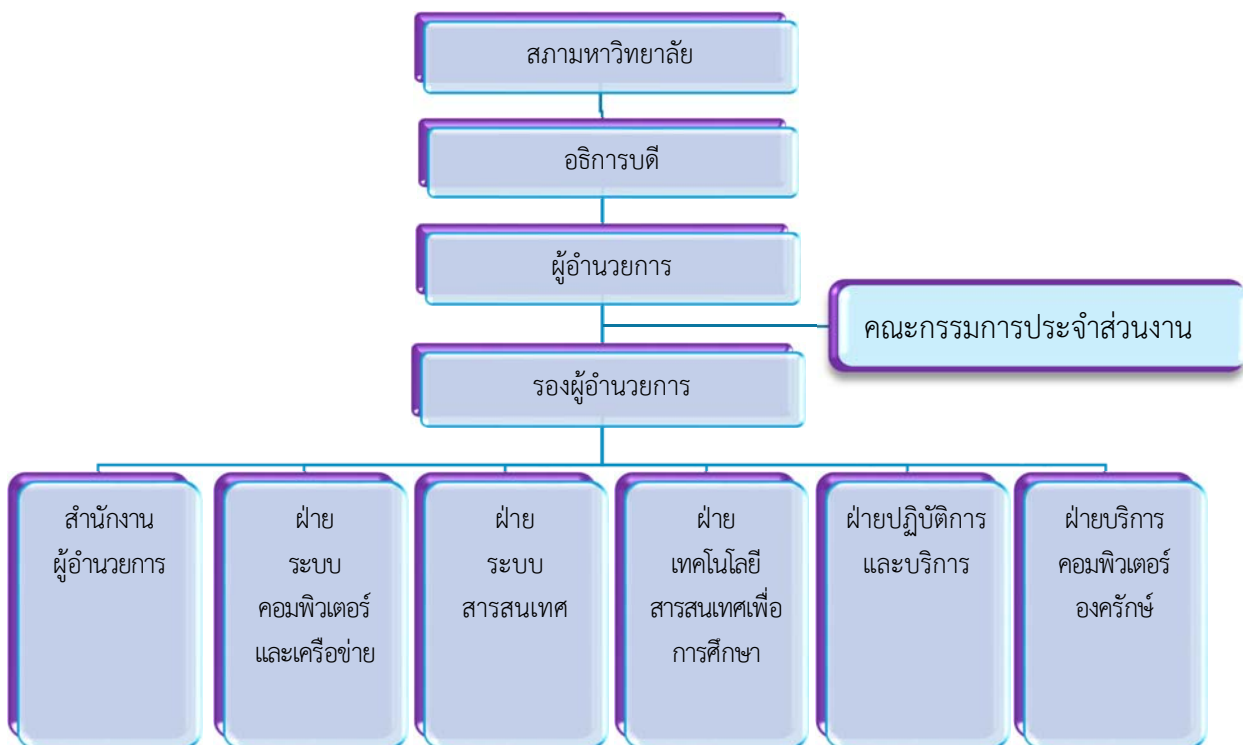 สภามหาวิทยาลัย
อธิการบดี
ผู้อำนวยการ
คณะกรรมการประจำส่วนงาน
รองผู้อำนวยการ
สำนักงาน
ผู้อำนวยการ
ฝ่าย
ระบบ
คอมพิวเตอร์
และเครือข่าย
ฝ่าย
ระบบ
สารสนเทศ
ฝ่าย
เทคโนโลยี
สารสนเทศเพื่อ
การศึกษา
ฝ่ายปฏิบัติการ
และบริการ
ฝ่ายบริการ
คอมพิวเตอร์
องครักษ์